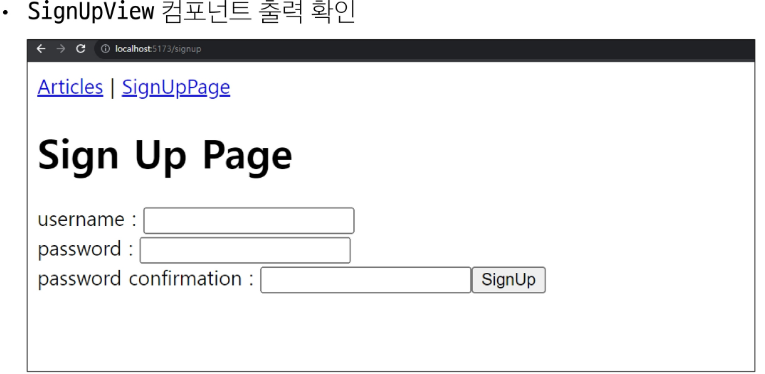 • SignUpView 컴포넌트 출력 확인
localhost:5173/signup
Articles | SignUpPage
Sign Up Page
username :
password :
password confirmation : SignUp